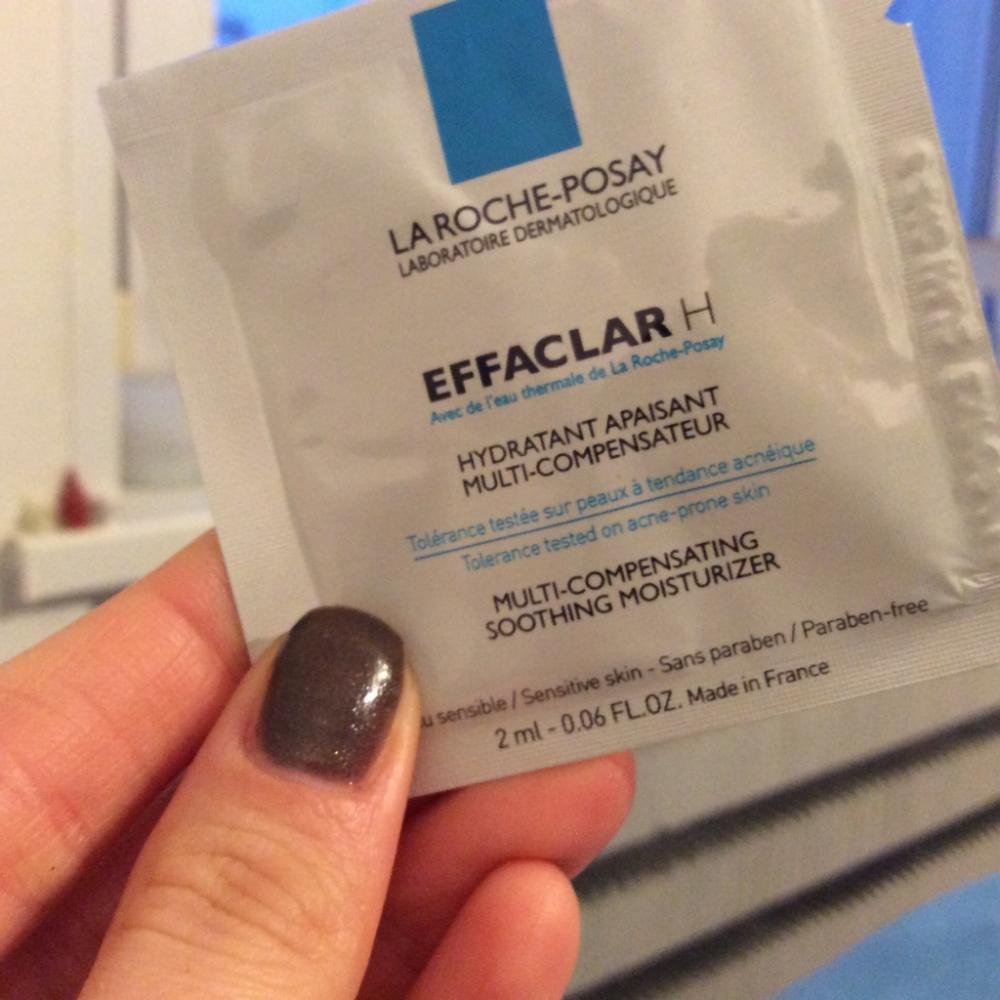 LA ROCHE-POSAY
LABORATOIRE DERMATOLOGIQUE
EFFACLAR H
Avec de l'eau thermale de La Roche-Posay
HYDRATANT APAISANT
MULTI-COMPENSATEUR
Tolérance testée sur peaux à tendance acnéique
Tolerance tested on acne-prone skin
MULTI-COMPENSATING
SOOTHING MOISTURIZER
sensible / Sensitive skin - Sans paraben / Paraben-free
2 ml - 0.06 FL.OZ. Made in France